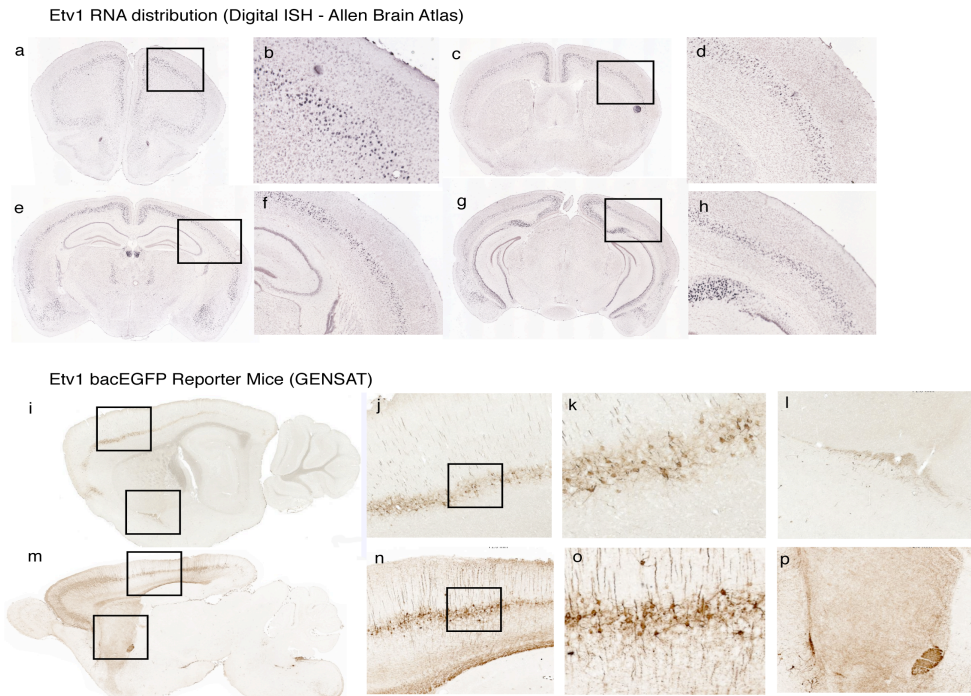 Etv1 RNA distribution (Digital ISH - Allen Brain Atlas)
a
b
c
d
e
f
g
h
Etv1 bacEGFP Reporter Mice (GENSAT)
i
j
k
l
m
n
o
p